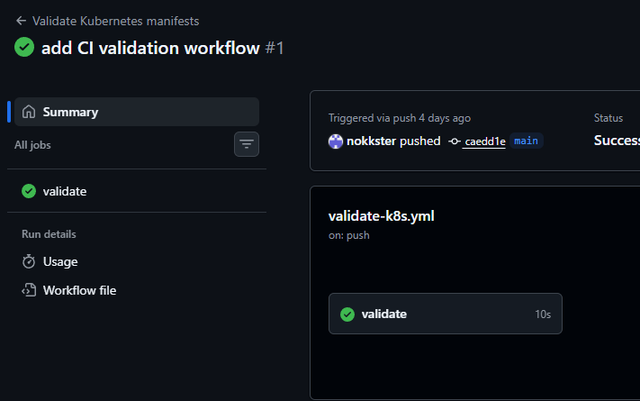 Validate Kubernetes manifests
add CI validation workflow #1
Summary
All jobs
validate
Run details
Usage
Workflow file
Triggered via push 4 days ago
Status
nokkster pushed caedd1e main
Success
validate-k8s.yml
on: push
validate 10s